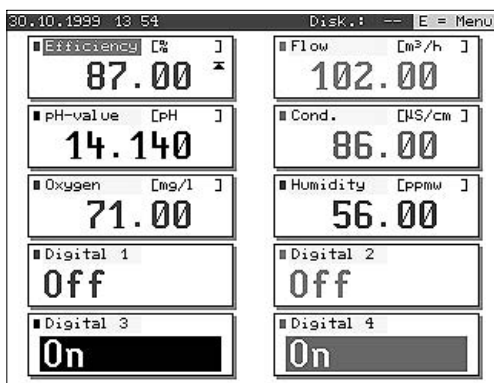 30.10.1999 13 54 Disk.: -- E = Menu
Efficiency [% ] Flow [m³/h ]
87.00 102.00
pH-value [pH ] Cond. [µS/cm ]
14.140 86.00
Oxygen [mg/l ] Humidity [ppmw ]
71.00 56.00
Digital 1 Digital 2
Off Off
Digital 3 Digital 4
On On